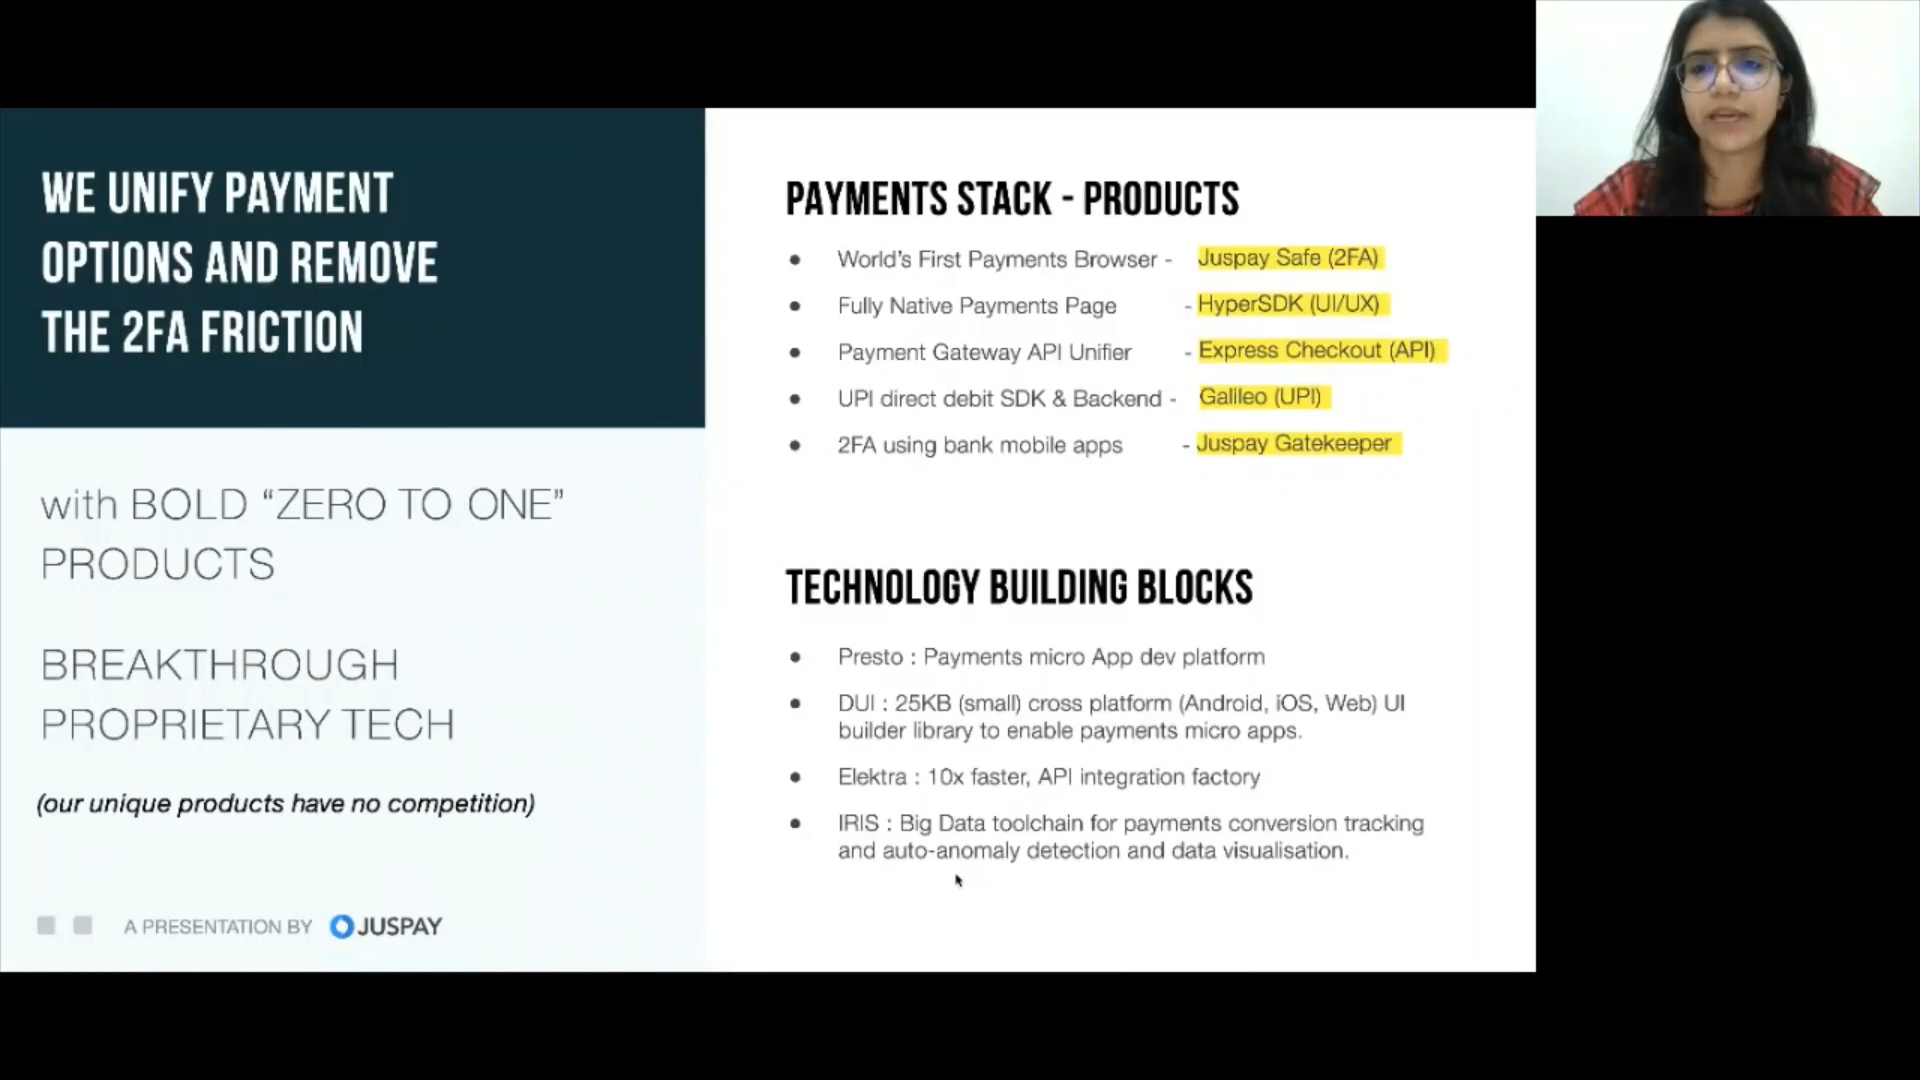 WE UNIFY PAYMENT
OPTIONS AND REMOVE
THE 2FA FRICTION
with BOLD “ZERO TO ONE”
PRODUCTS
BREAKTHROUGH
PROPRIETARY TECH
(our unique products have no competition)
A PRESENTATION BY JUSPAY
PAYMENTS STACK - PRODUCTS
• World's First Payments Browser - Juspay Safe (2FA)
• Fully Native Payments Page - HyperSDK (UI/UX)
• Payment Gateway API Unifier - Express Checkout (API)
• UPI direct debit SDK & Backend - Galileo (UPI)
• 2FA using bank mobile apps - Juspay Gatekeeper
TECHNOLOGY BUILDING BLOCKS
• Presto : Payments micro App dev platform
• DUI : 25KB (small) cross platform (Android, iOS, Web) UI
builder library to enable payments micro apps.
• Elektra : 10x faster, API integration factory
• IRIS : Big Data toolchain for payments conversion tracking
and auto-anomaly detection and data visualisation.